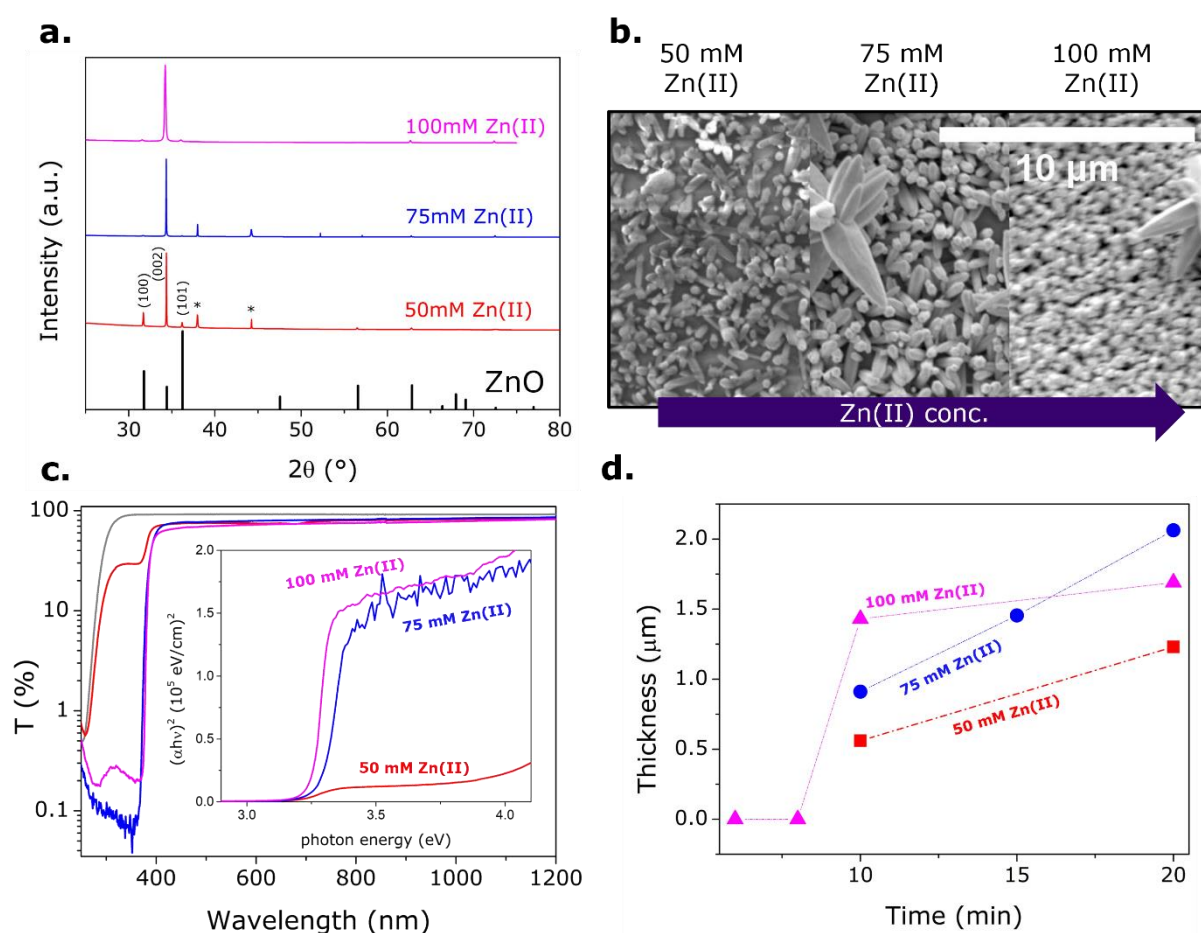 a.
Intensity (a.u.)
100mM Zn(II)
75mM Zn(II)
(100)
(002)
(101)
*
*
50mM Zn(II)
ZnO
30 40 50 60 70 80
2θ (°)
b.
50 mM
Zn(II)
75 mM
Zn(II)
100 mM
Zn(II)
10 μm
Zn(II) conc.
c.
T (%)
100
10
1
0.1
400 600 800 1000 1200
Wavelength (nm)
(αhν)² (10⁵ eV/cm)²
2.0
1.5
1.0
0.5
0.0
100 mM Zn(II)
75 mM Zn(II)
50 mM Zn(II)
3.0 3.5 4.0
photon energy (eV)
d.
Thickness (μm)
2.0
1.5
1.0
0.5
0.0
100 mM Zn(II)
75 mM Zn(II)
50 mM Zn(II)
10 15 20
Time (min)